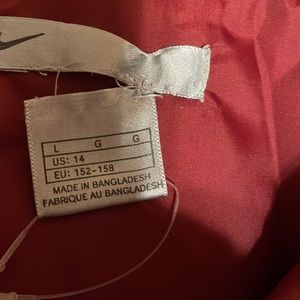 L G G
US: 14
EU: 152-158
MADE IN BANGLADESH
FABRIQUE AU BANGLADESH